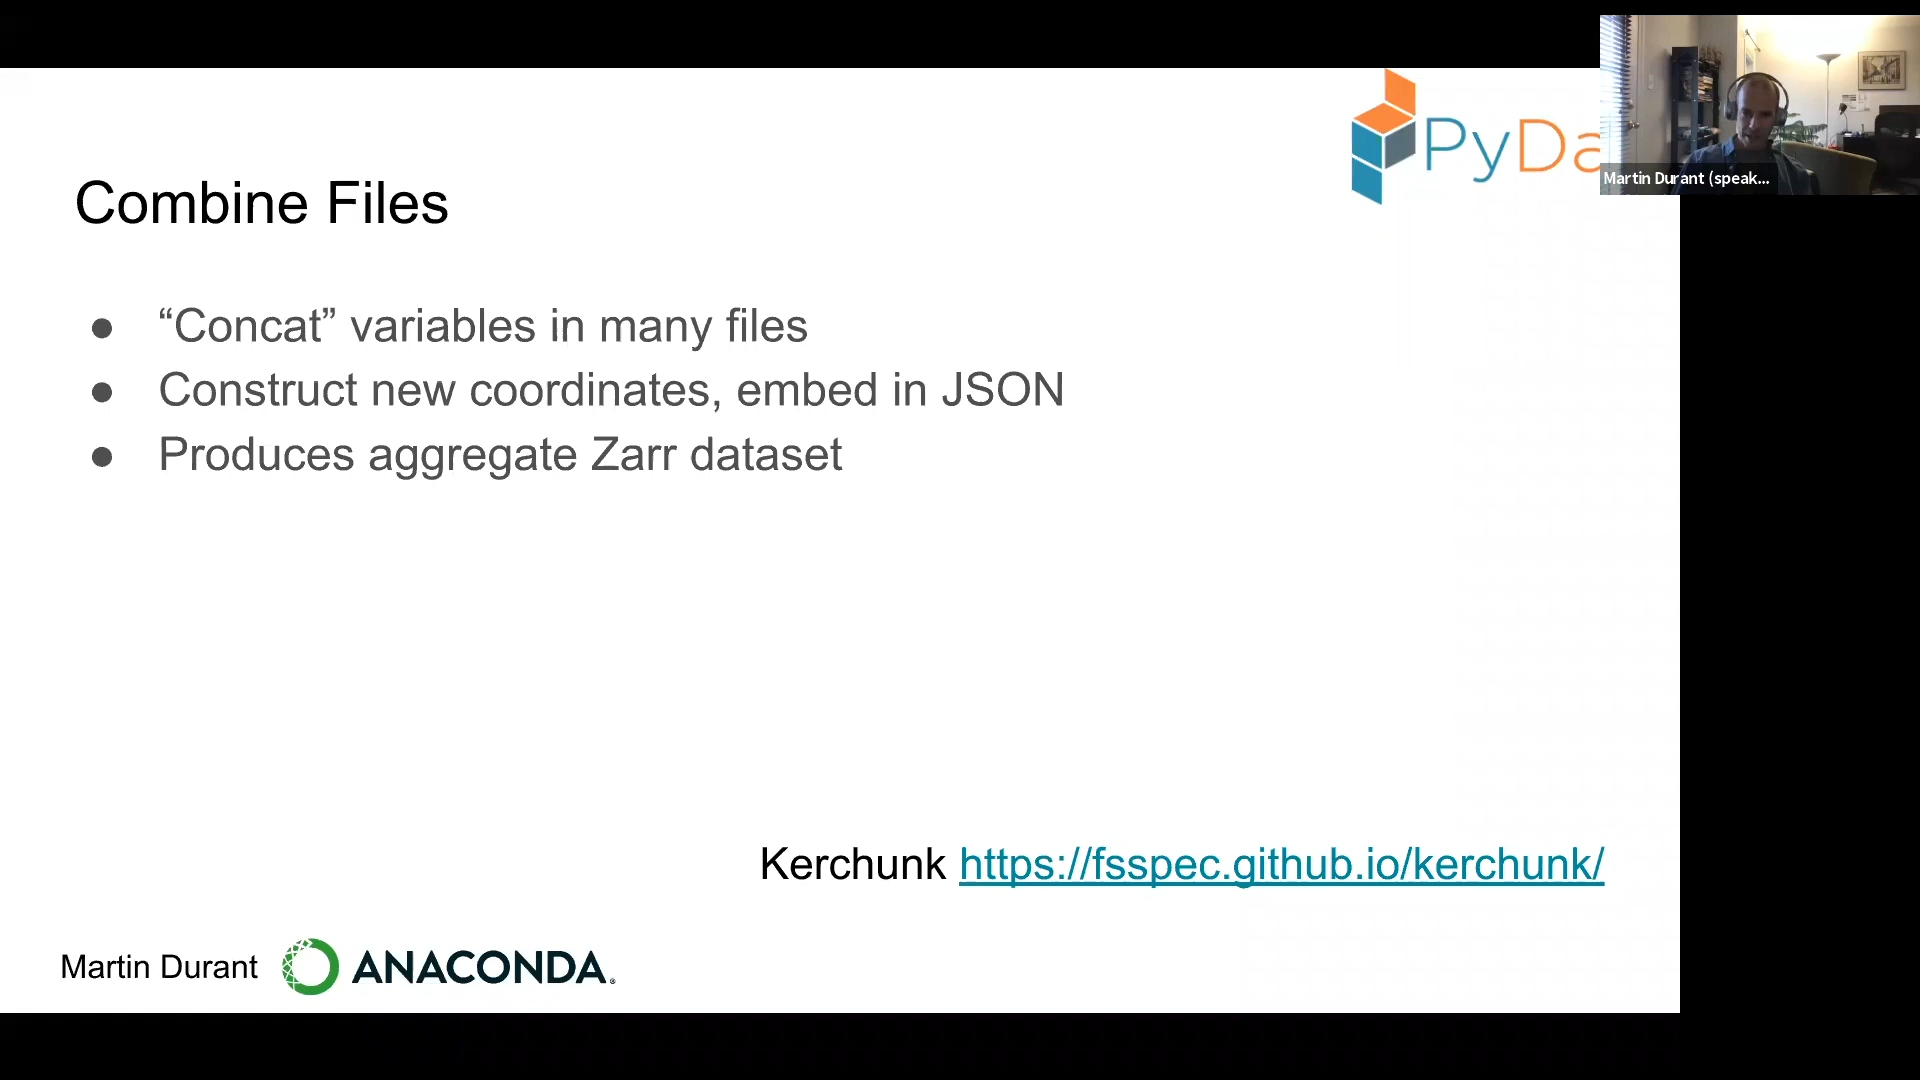 PyDa
Martin Durant (speak...
Combine Files
● “Concat” variables in many files
● Construct new coordinates, embed in JSON
● Produces aggregate Zarr dataset
Kerchunk https://fsspec.github.io/kerchunk/
Martin Durant ANACONDA.